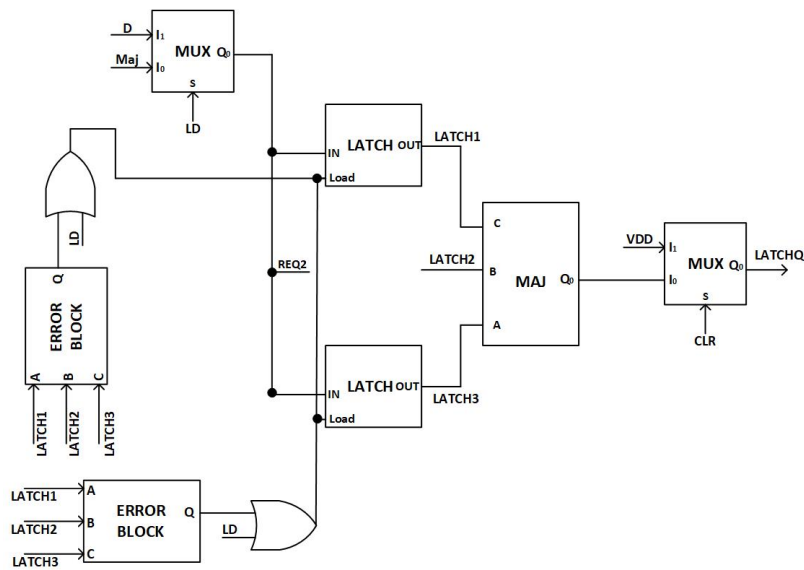 D
I₁
MUX
Q₀
Maj
I₀
S
LD
LATCH
OUT
LATCH1
IN
Load
C
VDD
I₁
MUX
Q₀
LATCHQ
LD
REQ2
LATCH2
B
MAJ
Q₀
I₀
S
Q
ERROR
BLOCK
A
B
C
A
CLR
LATCH
OUT
IN
LATCH3
Load
LATCH1
LATCH2
LATCH3
LATCH1
A
ERROR
BLOCK
Q
LATCH2
B
LD
LATCH3
C